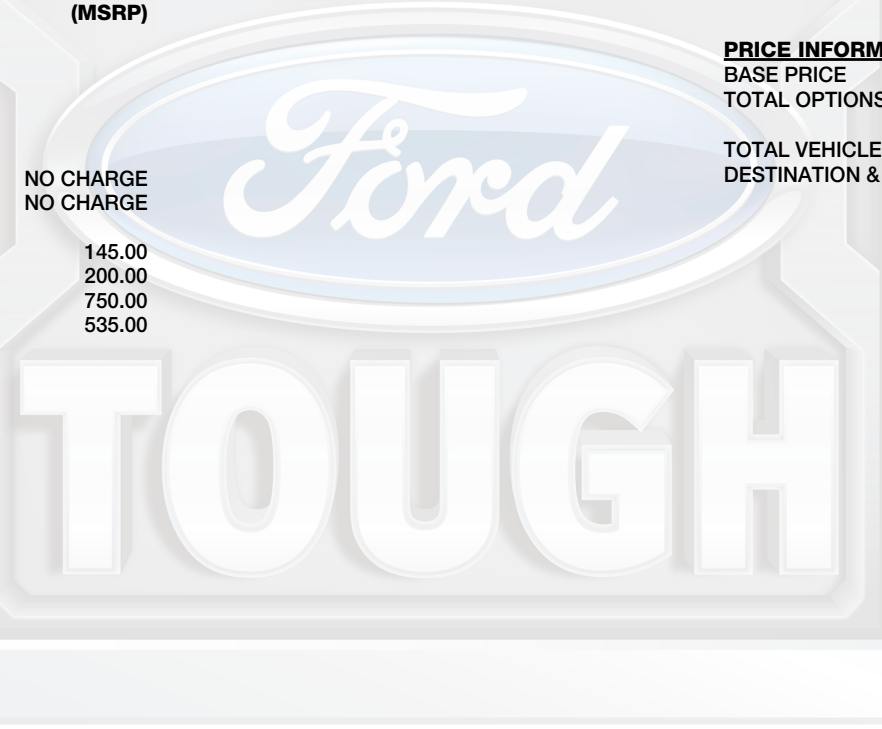 (MSRP)
NO CHARGE
NO CHARGE
145.00
200.00
750.00
535.00
PRICE INFORM
BASE PRICE
TOTAL OPTIONS
TOTAL VEHICLE
DESTINATION &
Ford
TOUGH